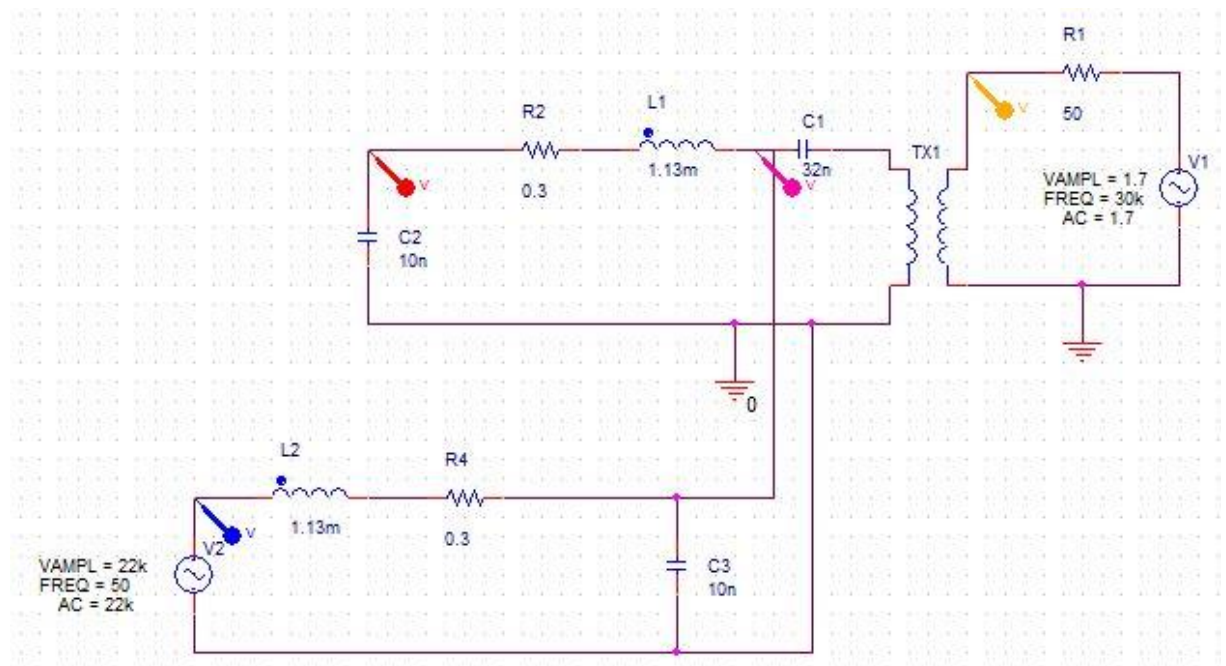 R1
50
L1
R2
1.13m
0.3
C1
32n
TX1
V1
VAMPL = 1.7
FREQ = 30k
AC = 1.7
V
V
V
C2
10n
0
L2
R4
1.13m
0.3
V
V2
VAMPL = 22k
FREQ = 50
AC = 22k
C3
10n